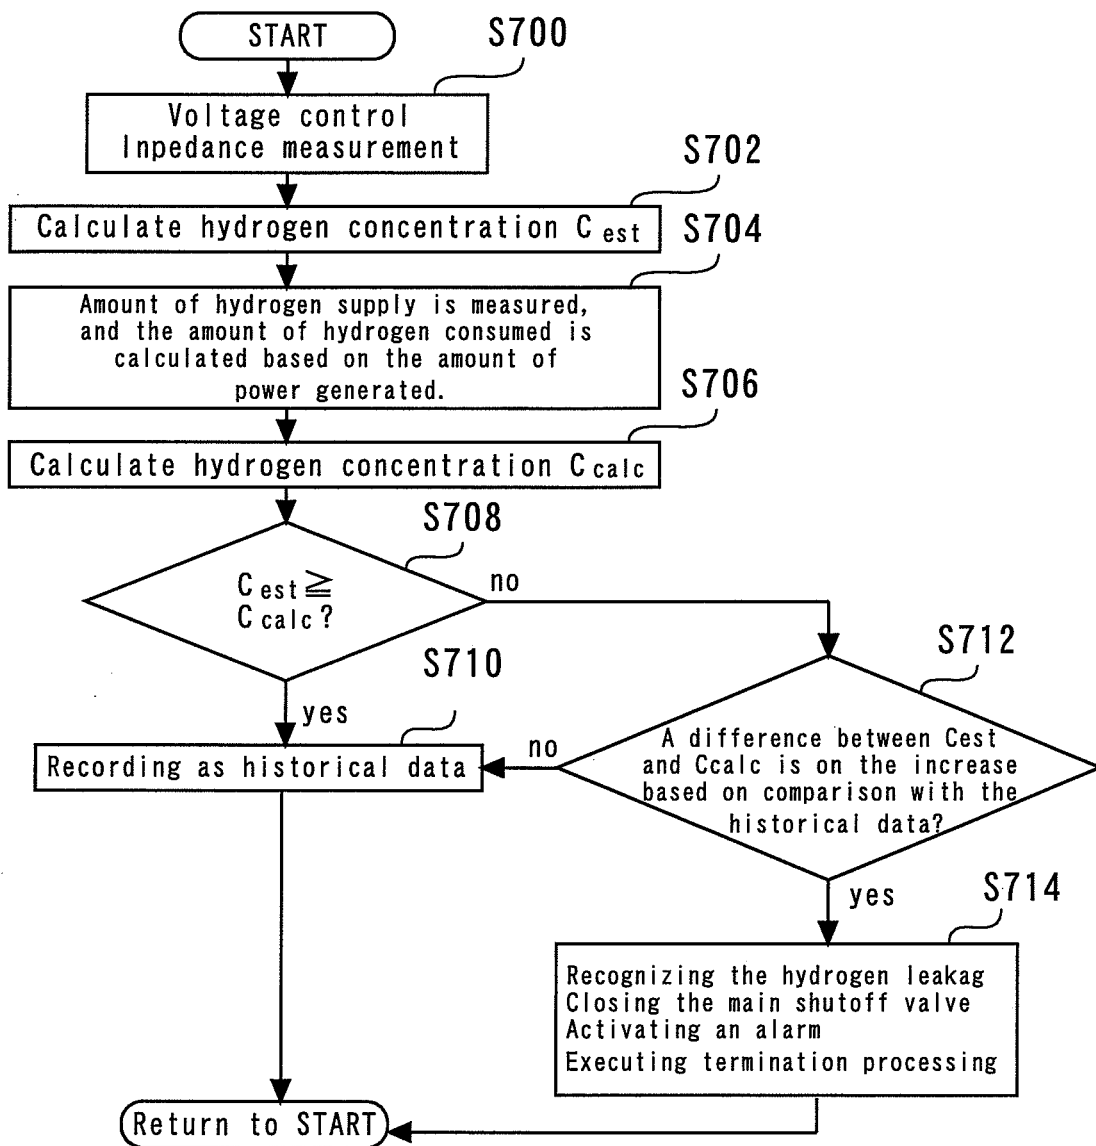 START
S700
Voltage control
Inpedance measurement
S702
Calculate hydrogen concentration C est
S704
Amount of hydrogen supply is measured,
and the amount of hydrogen consumed is
calculated based on the amount of
power generated.
S706
Calculate hydrogen concentration C calc
S708
C est ≧
C calc ?
no
yes
S710
Recording as historical data
S712
A difference between Cest
and Ccalc is on the increase
based on comparison with the
historical data?
no
yes
S714
Recognizing the hydrogen leakag
Closing the main shutoff valve
Activating an alarm
Executing termination processing
Return to START